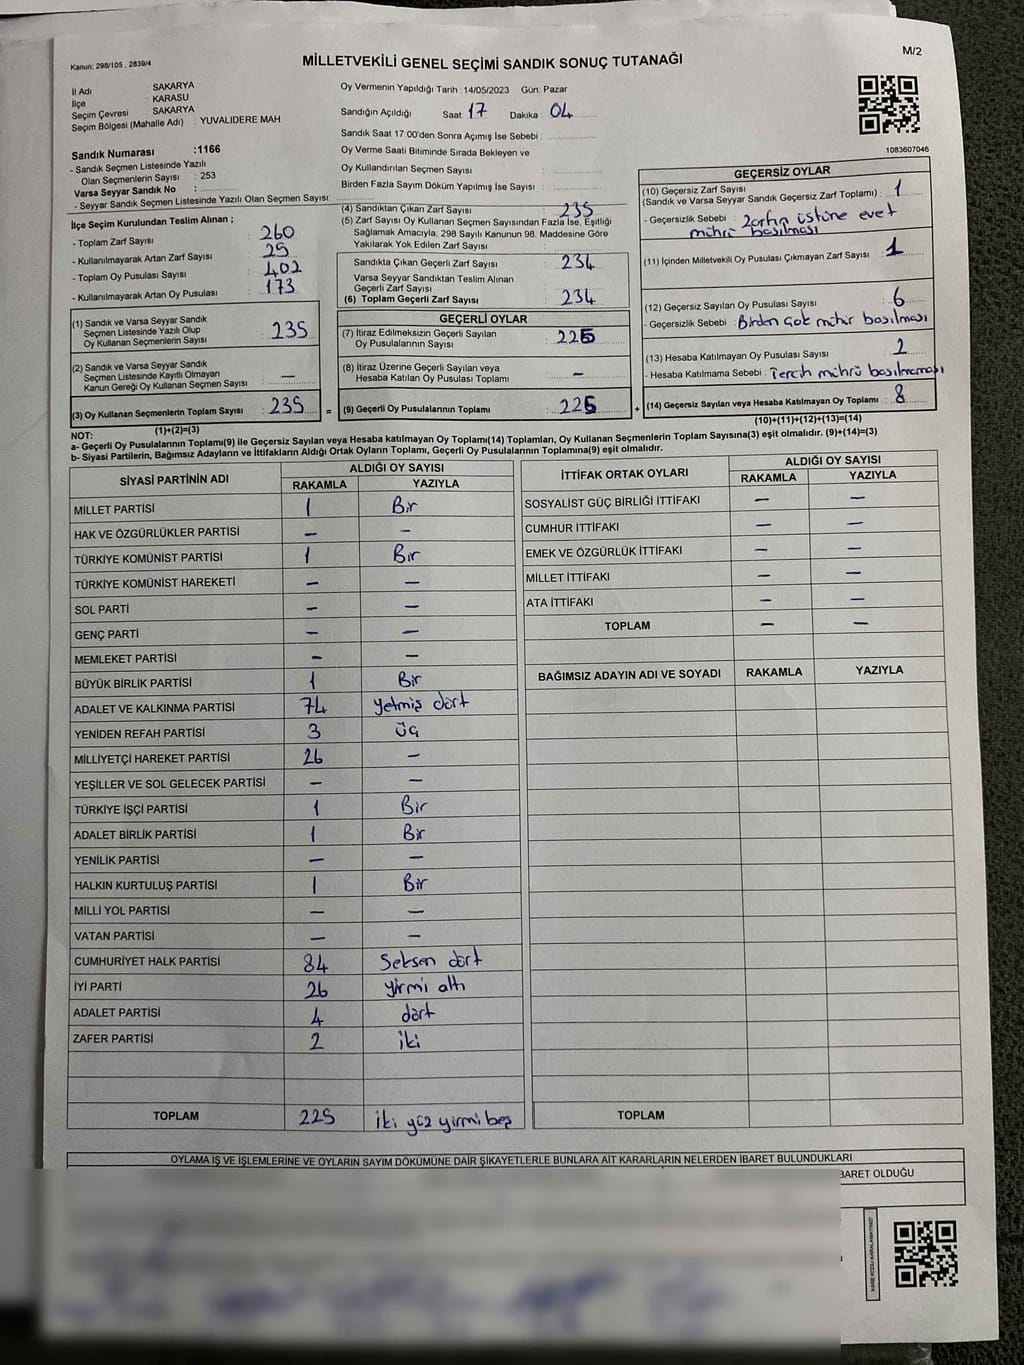 Kanun: 298/105 , 2839/4
MİLLETVEKİLİ GENEL SEÇİMİ SANDIK SONUÇ TUTANAĞI
M/2
İl Adı : SAKARYA
İlçe : KARASU
Seçim Çevresi : SAKARYA
Seçim Bölgesi (Mahalle Adı) : YUVALIDERE MAH
Sandık Numarası :1166
- Sandık Seçmen Listesinde Yazılı
Olan Seçmenlerin Sayısı : 253
Varsa Seyyar Sandık No :
- Seyyar Sandık Seçmen Listesinde Yazılı Olan Seçmen Sayısı:
Oy Vermenin Yapıldığı Tarih : 14/05/2023 Gün: Pazar
Sandığın Açıldığı Saat 17 Dakika 04
Sandık Saat 17:00'den Sonra Açımış İse Sebebi :
Oy Verme Saati Bitiminde Sırada Bekleyen ve
Oy Kullandırılan Seçmen Sayısı :
Birden Fazla Sayım Döküm Yapılmış İse Sayısı :
1083607046
İlçe Seçim Kurulundan Teslim Alınan ;
- Toplam Zarf Sayısı : 260
- Kullanılmayarak Artan Zarf Sayısı : 25
- Toplam Oy Pusulası Sayısı : 402
- Kullanılmayarak Artan Oy Pusulası : 173
(1) Sandık ve Varsa Seyyar Sandık
Seçmen Listesinde Yazılı Olup
Oy Kullanan Seçmenlerin Sayısı : 235
(2) Sandık ve Varsa Seyyar Sandık
Seçmen Listesinde Kayıtlı Olmayan
Kanun Gereği Oy Kullanan Seçmen Sayısı : —
(3) Oy Kullanan Seçmenlerin Toplam Sayısı : 235 =
(1)+(2)=(3)
(4) Sandıktan Çıkan Zarf Sayısı : 235
(5) Zarf Sayısı Oy Kullanan Seçmen Sayısından Fazla İse, Eşitliği
Sağlamak Amacıyla, 298 Sayılı Kanunun 98. Maddesine Göre
Yakılarak Yok Edilen Zarf Sayısı :
Sandıkta Çıkan Geçerli Zarf Sayısı : 234
Varsa Seyyar Sandıktan Teslim Alınan
Geçerli Zarf Sayısı :
(6) Toplam Geçerli Zarf Sayısı : 234
GEÇERLİ OYLAR
(7) İtiraz Edilmeksizin Geçerli Sayılan
Oy Pusulalarının Sayısı : 225
(8) İtiraz Üzerine Geçerli Sayılan veya
Hesaba Katılan Oy Pusulası Toplamı : —
(9) Geçerli Oy Pusulalarının Toplamı : 225 +
GEÇERSİZ OYLAR
(10) Geçersiz Zarf Sayısı
(Sandık ve Varsa Seyyar Sandık Geçersiz Zarf Toplamı) : 1
- Geçersizlik Sebebi : Zarfın üstüne evet
mührü basılması
(11) İçinden Milletvekili Oy Pusulası Çıkmayan Zarf Sayısı : 1
(12) Geçersiz Sayılan Oy Pusulası Sayısı : 6
- Geçersizlik Sebebi : Birden çok mühür basılması
(13) Hesaba Katılmayan Oy Pusulası Sayısı : 2
- Hesaba Katılmama Sebebi : Tercih mührü basılmaması
(14) Geçersiz Sayılan veya Hesaba Katılmayan Oy Toplamı : 8
(10)+(11)+(12)+(13)=(14)
NOT:
a- Geçerli Oy Pusulalarının Toplamı(9) ile Geçersiz Sayılan veya Hesaba katılmayan Oy Toplamı(14) Toplamları, Oy Kullanan Seçmenlerin Toplam Sayısına(3) eşit olmalıdır. (9)+(14)=(3)
b- Siyasi Partilerin, Bağımsız Adayların ve İttifakların Aldığı Ortak Oyların Toplamı, Geçerli Oy Pusulalarının Toplamına(9) eşit olmalıdır.
SİYASİ PARTİNİN ADI ALDIĞI OY SAYISI
RAKAMLA YAZIYLA
MİLLET PARTİSİ 1 Bir
HAK VE ÖZGÜRLÜKLER PARTİSİ — —
TÜRKİYE KOMÜNİST PARTİSİ 1 Bir
TÜRKİYE KOMÜNİST HAREKETİ — —
SOL PARTİ — —
GENÇ PARTİ — —
MEMLEKET PARTİSİ — —
BÜYÜK BİRLİK PARTİSİ 1 Bir
ADALET VE KALKINMA PARTİSİ 74 Yetmiş dört
YENİDEN REFAH PARTİSİ 3 üç
MİLLİYETÇİ HAREKET PARTİSİ 26 —
YEŞİLLER VE SOL GELECEK PARTİSİ — —
TÜRKİYE İŞÇİ PARTİSİ 1 Bir
ADALET BİRLİK PARTİSİ 1 Bir
YENİLİK PARTİSİ — —
HALKIN KURTULUŞ PARTİSİ 1 Bir
MİLLİ YOL PARTİSİ — —
VATAN PARTİSİ — —
CUMHURİYET HALK PARTİSİ 84 Seksen dört
İYİ PARTİ 26 yirmi altı
ADALET PARTİSİ 4 dört
ZAFER PARTİSİ 2 iki
TOPLAM 225 iki yüz yirmi beş
İTTİFAK ORTAK OYLARI ALDIĞI OY SAYISI
RAKAMLA YAZIYLA
SOSYALİST GÜÇ BİRLİĞİ İTTİFAKI — —
CUMHUR İTTİFAKI — —
EMEK VE ÖZGÜRLÜK İTTİFAKI — —
MİLLET İTTİFAKI — —
ATA İTTİFAKI — —
TOPLAM — —
BAĞIMSIZ ADAYIN ADI VE SOYADI RAKAMLA YAZIYLA
TOPLAM
OYLAMA İŞ VE İŞLEMLERİNE VE OYLARIN SAYIM DÖKÜMÜNE DAİR ŞİKAYETLERLE BUNLARA AİT KARARLARIN NELERDEN İBARET BULUNDUKLARI
BARET OLDUĞU